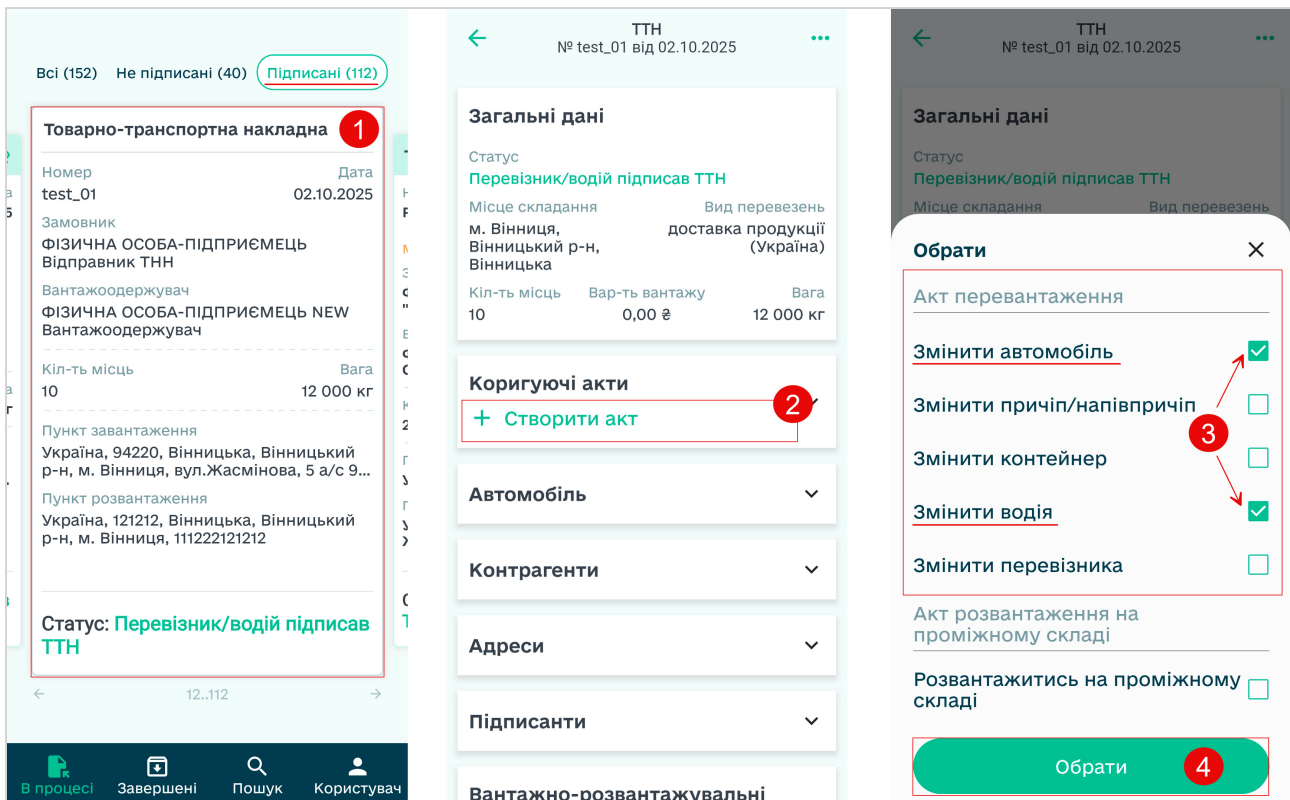 Всі (152) Не підписані (40) Підписані (112)
Товарно-транспортна накладна 1
Номер Дата
test_01 02.10.2025
Замовник
ФІЗИЧНА ОСОБА-ПІДПРИЄМЕЦЬ
Відправник ТНН
Вантажоодержувач
ФІЗИЧНА ОСОБА-ПІДПРИЄМЕЦЬ NEW
Вантажоодержувач
Кіл-ть місць Вага
10 12 000 кг
Пункт завантаження
Україна, 94220, Вінницька, Вінницький
р-н, м. Вінниця, вул.Жасмінова, 5 а/с 9...
Пункт розвантаження
Україна, 121212, Вінницька, Вінницький
р-н, м. Вінниця, 111222121212
Статус: Перевізник/водій підписав
ТТН
12..112
В процесі Завершені Пошук Користувач
ТТН
№ test_01 від 02.10.2025
Загальні дані
Статус
Перевізник/водій підписав ТТН
Місце складання Вид перевезень
м. Вінниця, доставка продукції
Вінницький р-н, (Україна)
Вінницька
Кіл-ть місць Вар-ть вантажу Вага
10 0,00 ₴ 12 000 кг
Коригуючі акти
+ Створити акт 2
Автомобіль
Контрагенти
Адреси
Підписанти
Вантажно-розвантажувальні
ТТН
№ test_01 від 02.10.2025
Загальні дані
Статус
Перевізник/водій підписав ТТН
Місце складання Вид перевезень
Обрати
Акт перевантаження
Змінити автомобіль
Змінити причіп/напівпричіп
3
Змінити контейнер
Змінити водія
Змінити перевізника
Акт розвантаження на
проміжному складі
Розвантажитись на проміжному
складі
Обрати 4